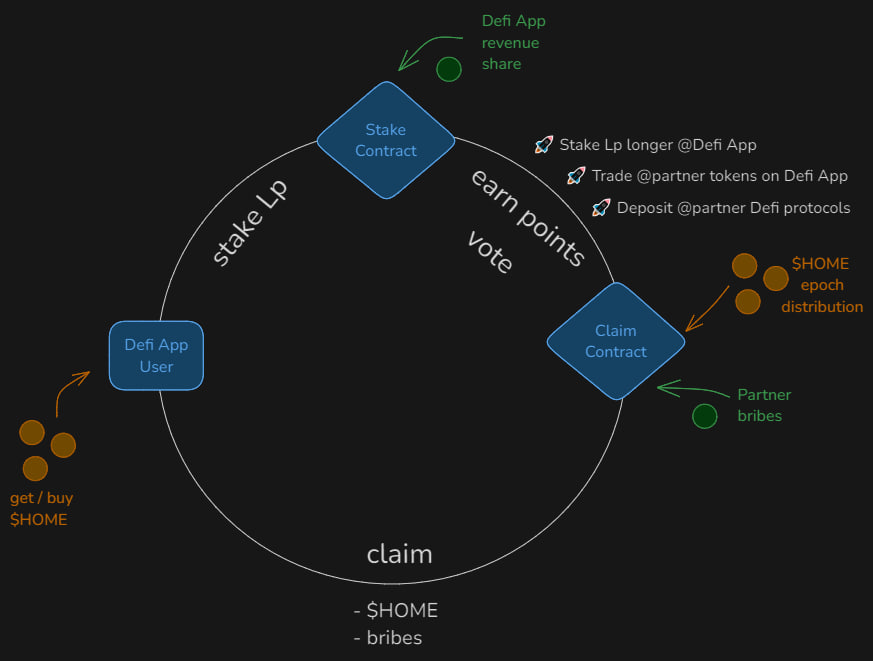 Defi App
revenue
share
Stake
Contract
🚀 Stake Lp longer @Defi App
🚀 Trade @partner tokens on Defi App
🚀 Deposit @partner Defi protocols
stake Lp
earn points
vote
$HOME
epoch
distribution
Claim
Contract
Defi App
User
Partner
bribes
get / buy
$HOME
claim
- $HOME
- bribes